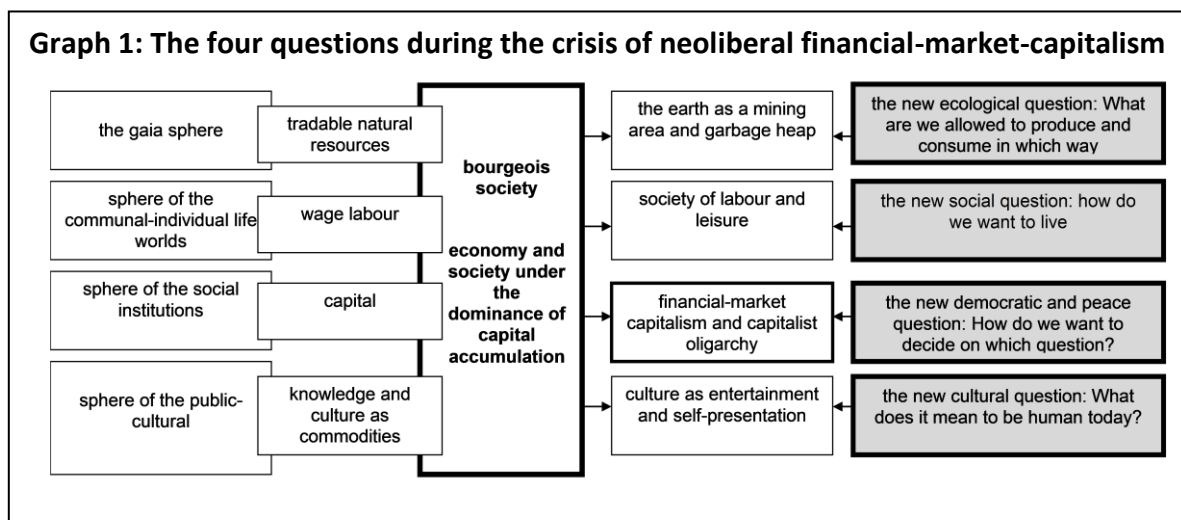 Graph 1: The four questions during the crisis of neoliberal financial-market-capitalism
the gaia sphere
tradable natural
resources
bourgeois
society
economy and
society under
the
dominance of
capital
accumulation
the earth as a mining
area and garbage heap
the new ecological question: What
are we allowed to produce and
consume in which way
sphere of the
communal-individual life
worlds
wage labour
society of labour and
leisure
the new social question: how do
we want to live
sphere of the social
institutions
capital
financial-market
capitalism and capitalist
oligarchy
the new democratic and peace
question: How do we want to
decide on which question?
sphere of the public-
cultural
knowledge and
culture as
commodities
culture as entertainment
and self-presentation
the new cultural question: What
does it mean to be human today?